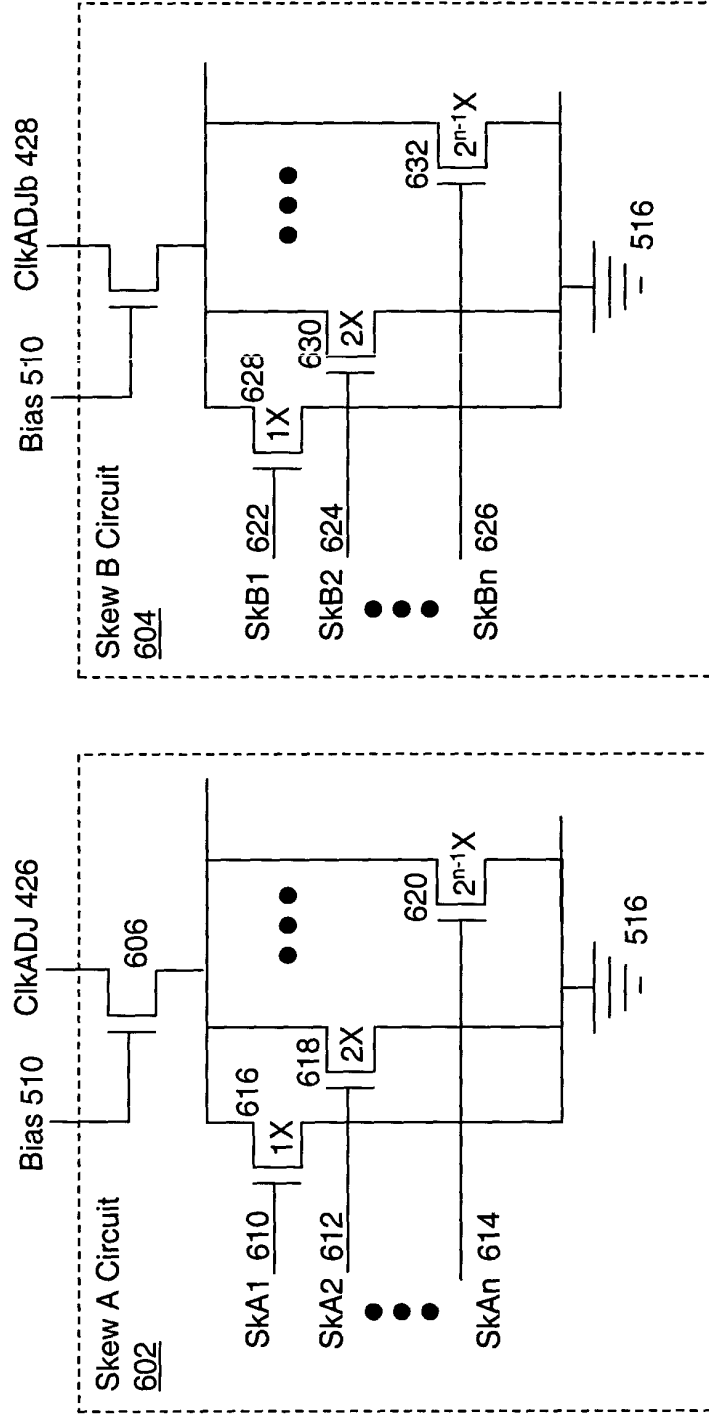 Skew A Circuit
602
Bias 510
ClkADJ 426
606
SkA1 610
616
1X
SkA2 612
618
2X
SkAn 614
620
2ⁿ⁻¹X
516
Skew B Circuit
604
Bias 510
ClkADJb 428
SkB1 622
628
1X
SkB2 624
630
2X
SkBn 626
632
2ⁿ⁻¹X
516